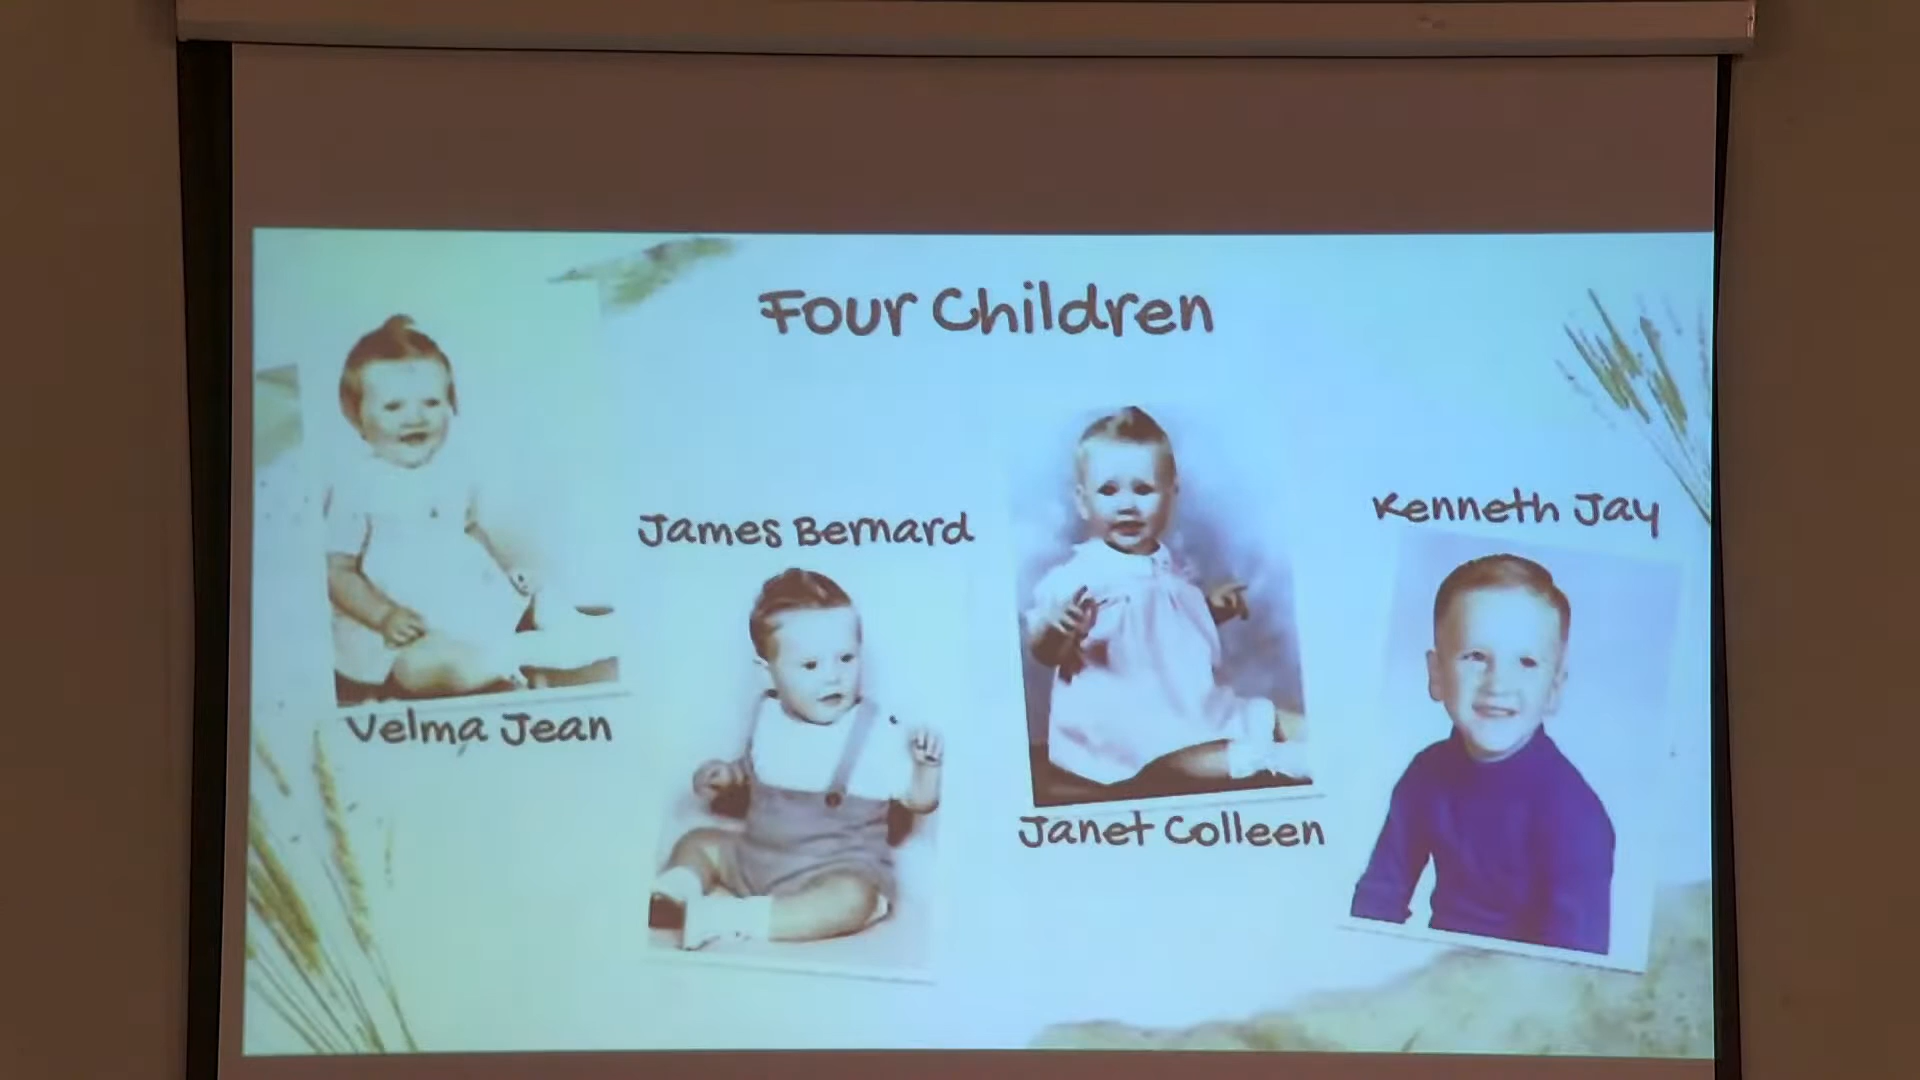 Four Children
Velma Jean
James Bernard
Janet Colleen
Kenneth Jay